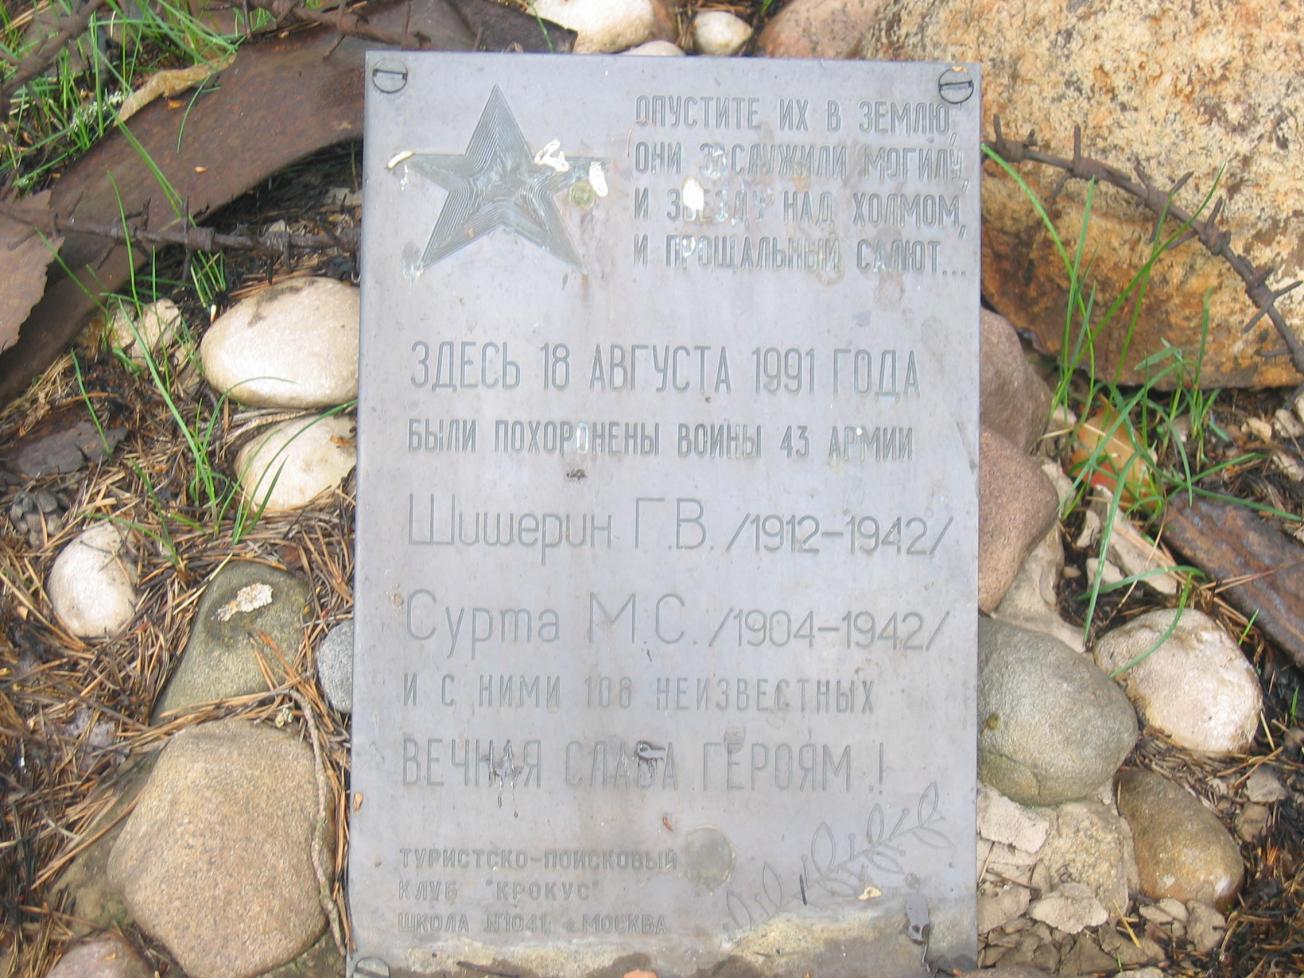 ОПУСТИТЕ ИХ В ЗЕМЛЮ,
ОНИ ЗАСЛУЖИЛИ МОГИЛУ,
И ЗВЕЗДУ НАД ХОЛМОМ,
И ПРОЩАЛЬНЫЙ САЛЮТ...
ЗДЕСЬ 18 АВГУСТА 1991 ГОДА
БЫЛИ ПОХОРОНЕНЫ ВОИНЫ 43 АРМИИ
Шишерин Г.В. /1912-1942/
Сурта М.С. /1904-1942/
И С НИМИ 108 НЕИЗВЕСТНЫХ
ВЕЧНАЯ СЛАВА ГЕРОЯМ!
ТУРИСТСКО-ПОИСКОВЫЙ
КЛУБ "КРОКУС"
ШКОЛА №1041, г. МОСКВА